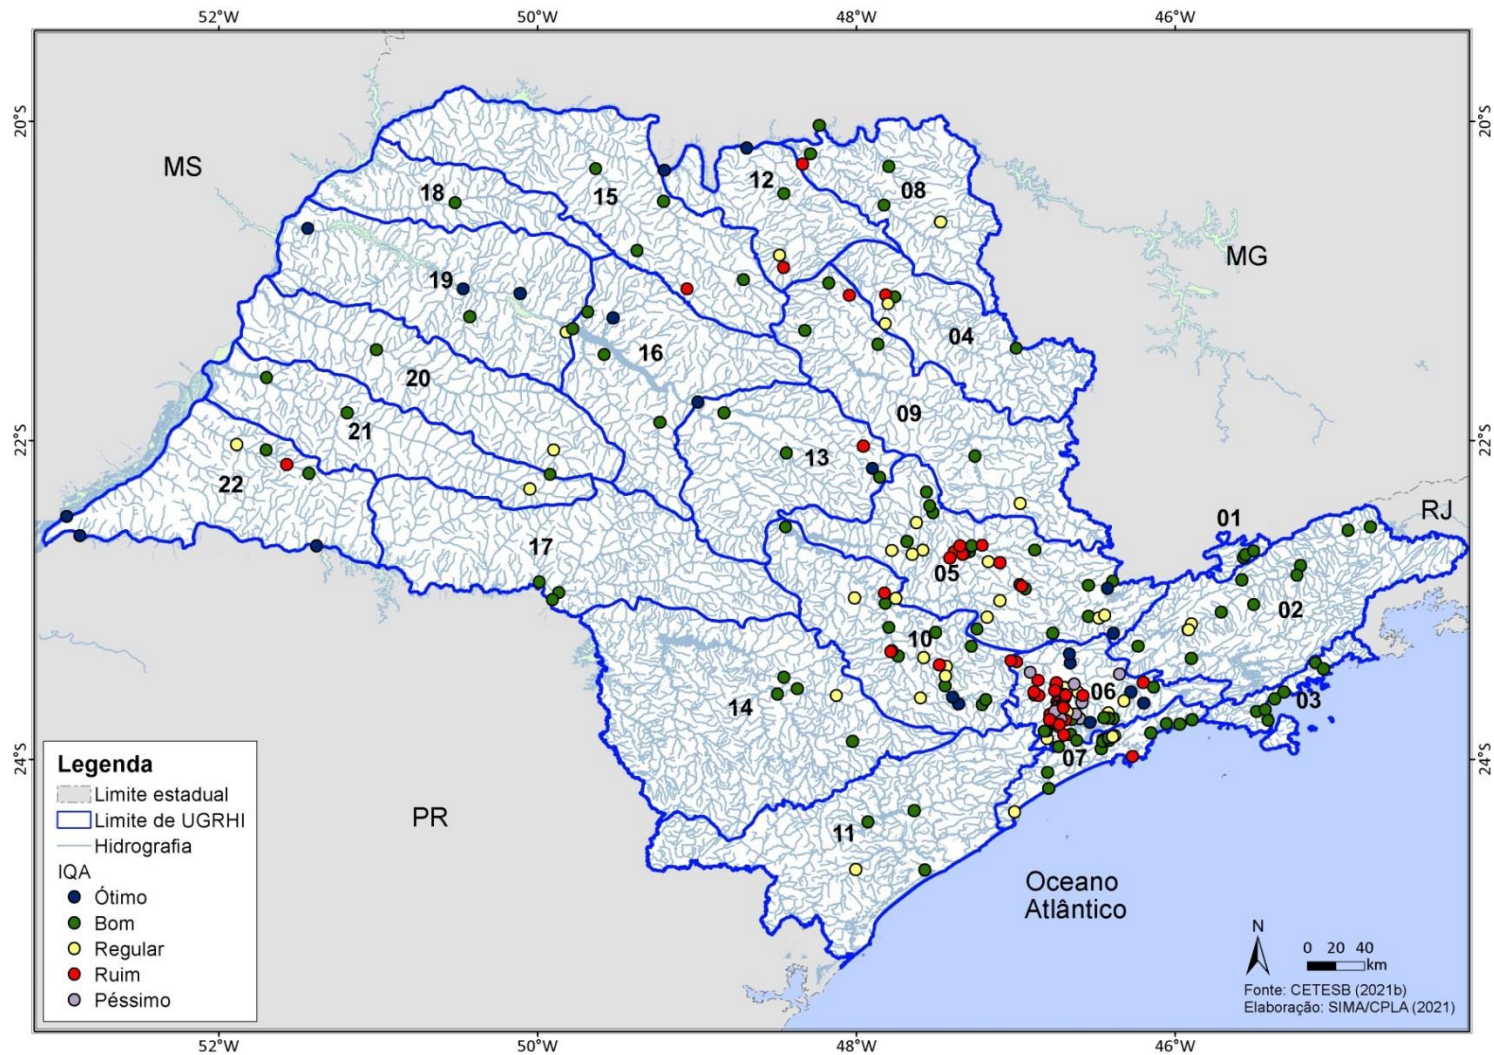 52°W
50°W
48°W
46°W
20°S
20°S
MS
MG
18
15
12
08
19
16
04
20
09
21
13
22°S
22°S
22
17
RJ
01
05
02
10
06
03
14
07
24°S
24°S
11
PR
Oceano
Atlântico
Legenda
Limite estadual
Limite de UGRHI
Hidrografia
IQA
Ótimo
Bom
Regular
Ruim
Péssimo
N
0 20 40
km
Fonte: CETESB (2021b)
Elaboração: SIMA/CPLA (2021)
52°W
50°W
48°W
46°W